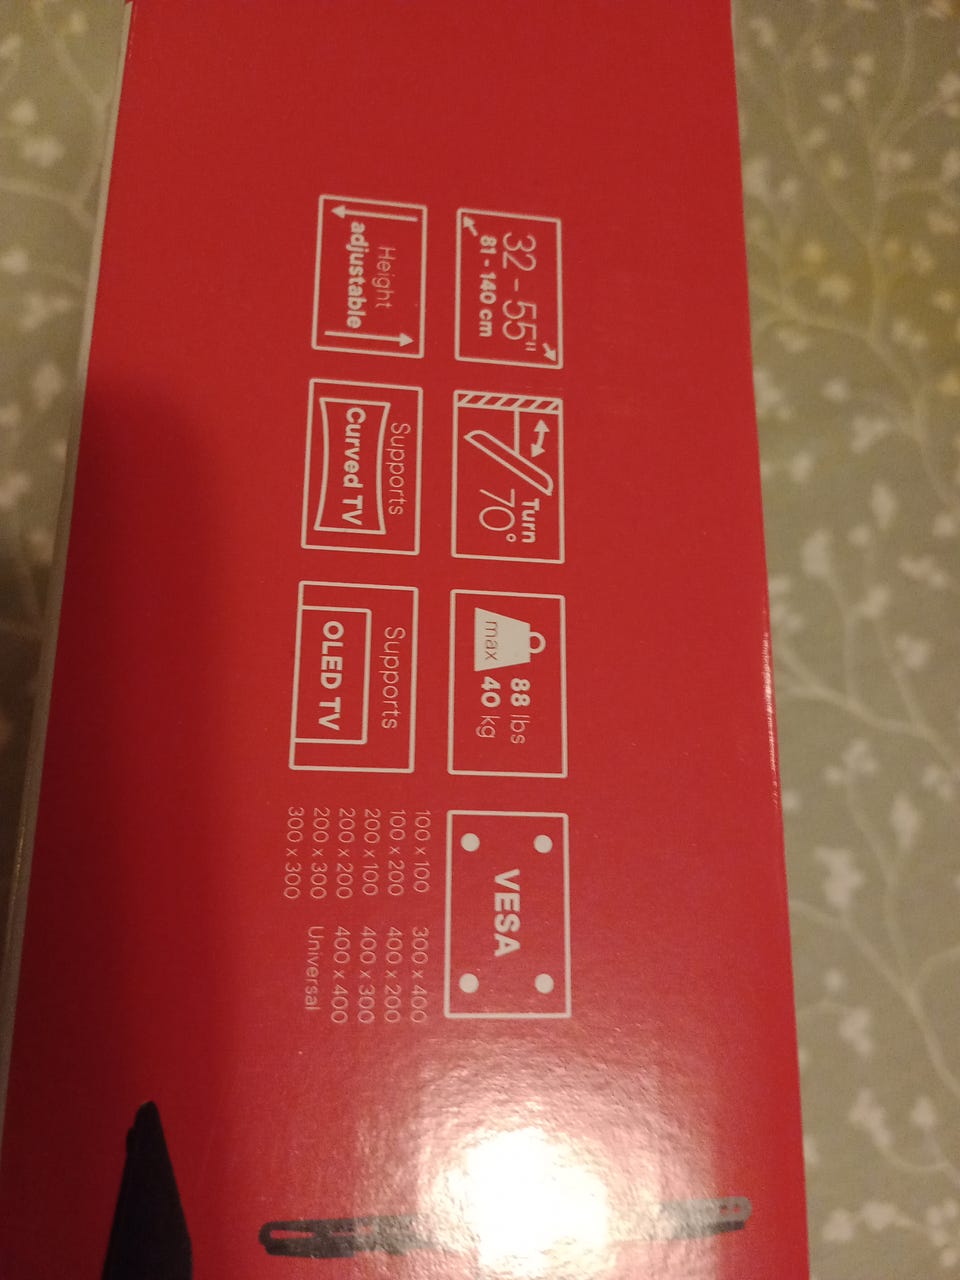 32 - 55"
81 - 140 cm
Turn
70°
max
88 lbs
40 kg
VESA
Height
adjustable
Supports
Curved TV
Supports
OLED TV
100 x 100
100 x 200
200 x 100
200 x 200
200 x 300
300 x 300
300 x 400
400 x 200
400 x 300
400 x 400
Universal